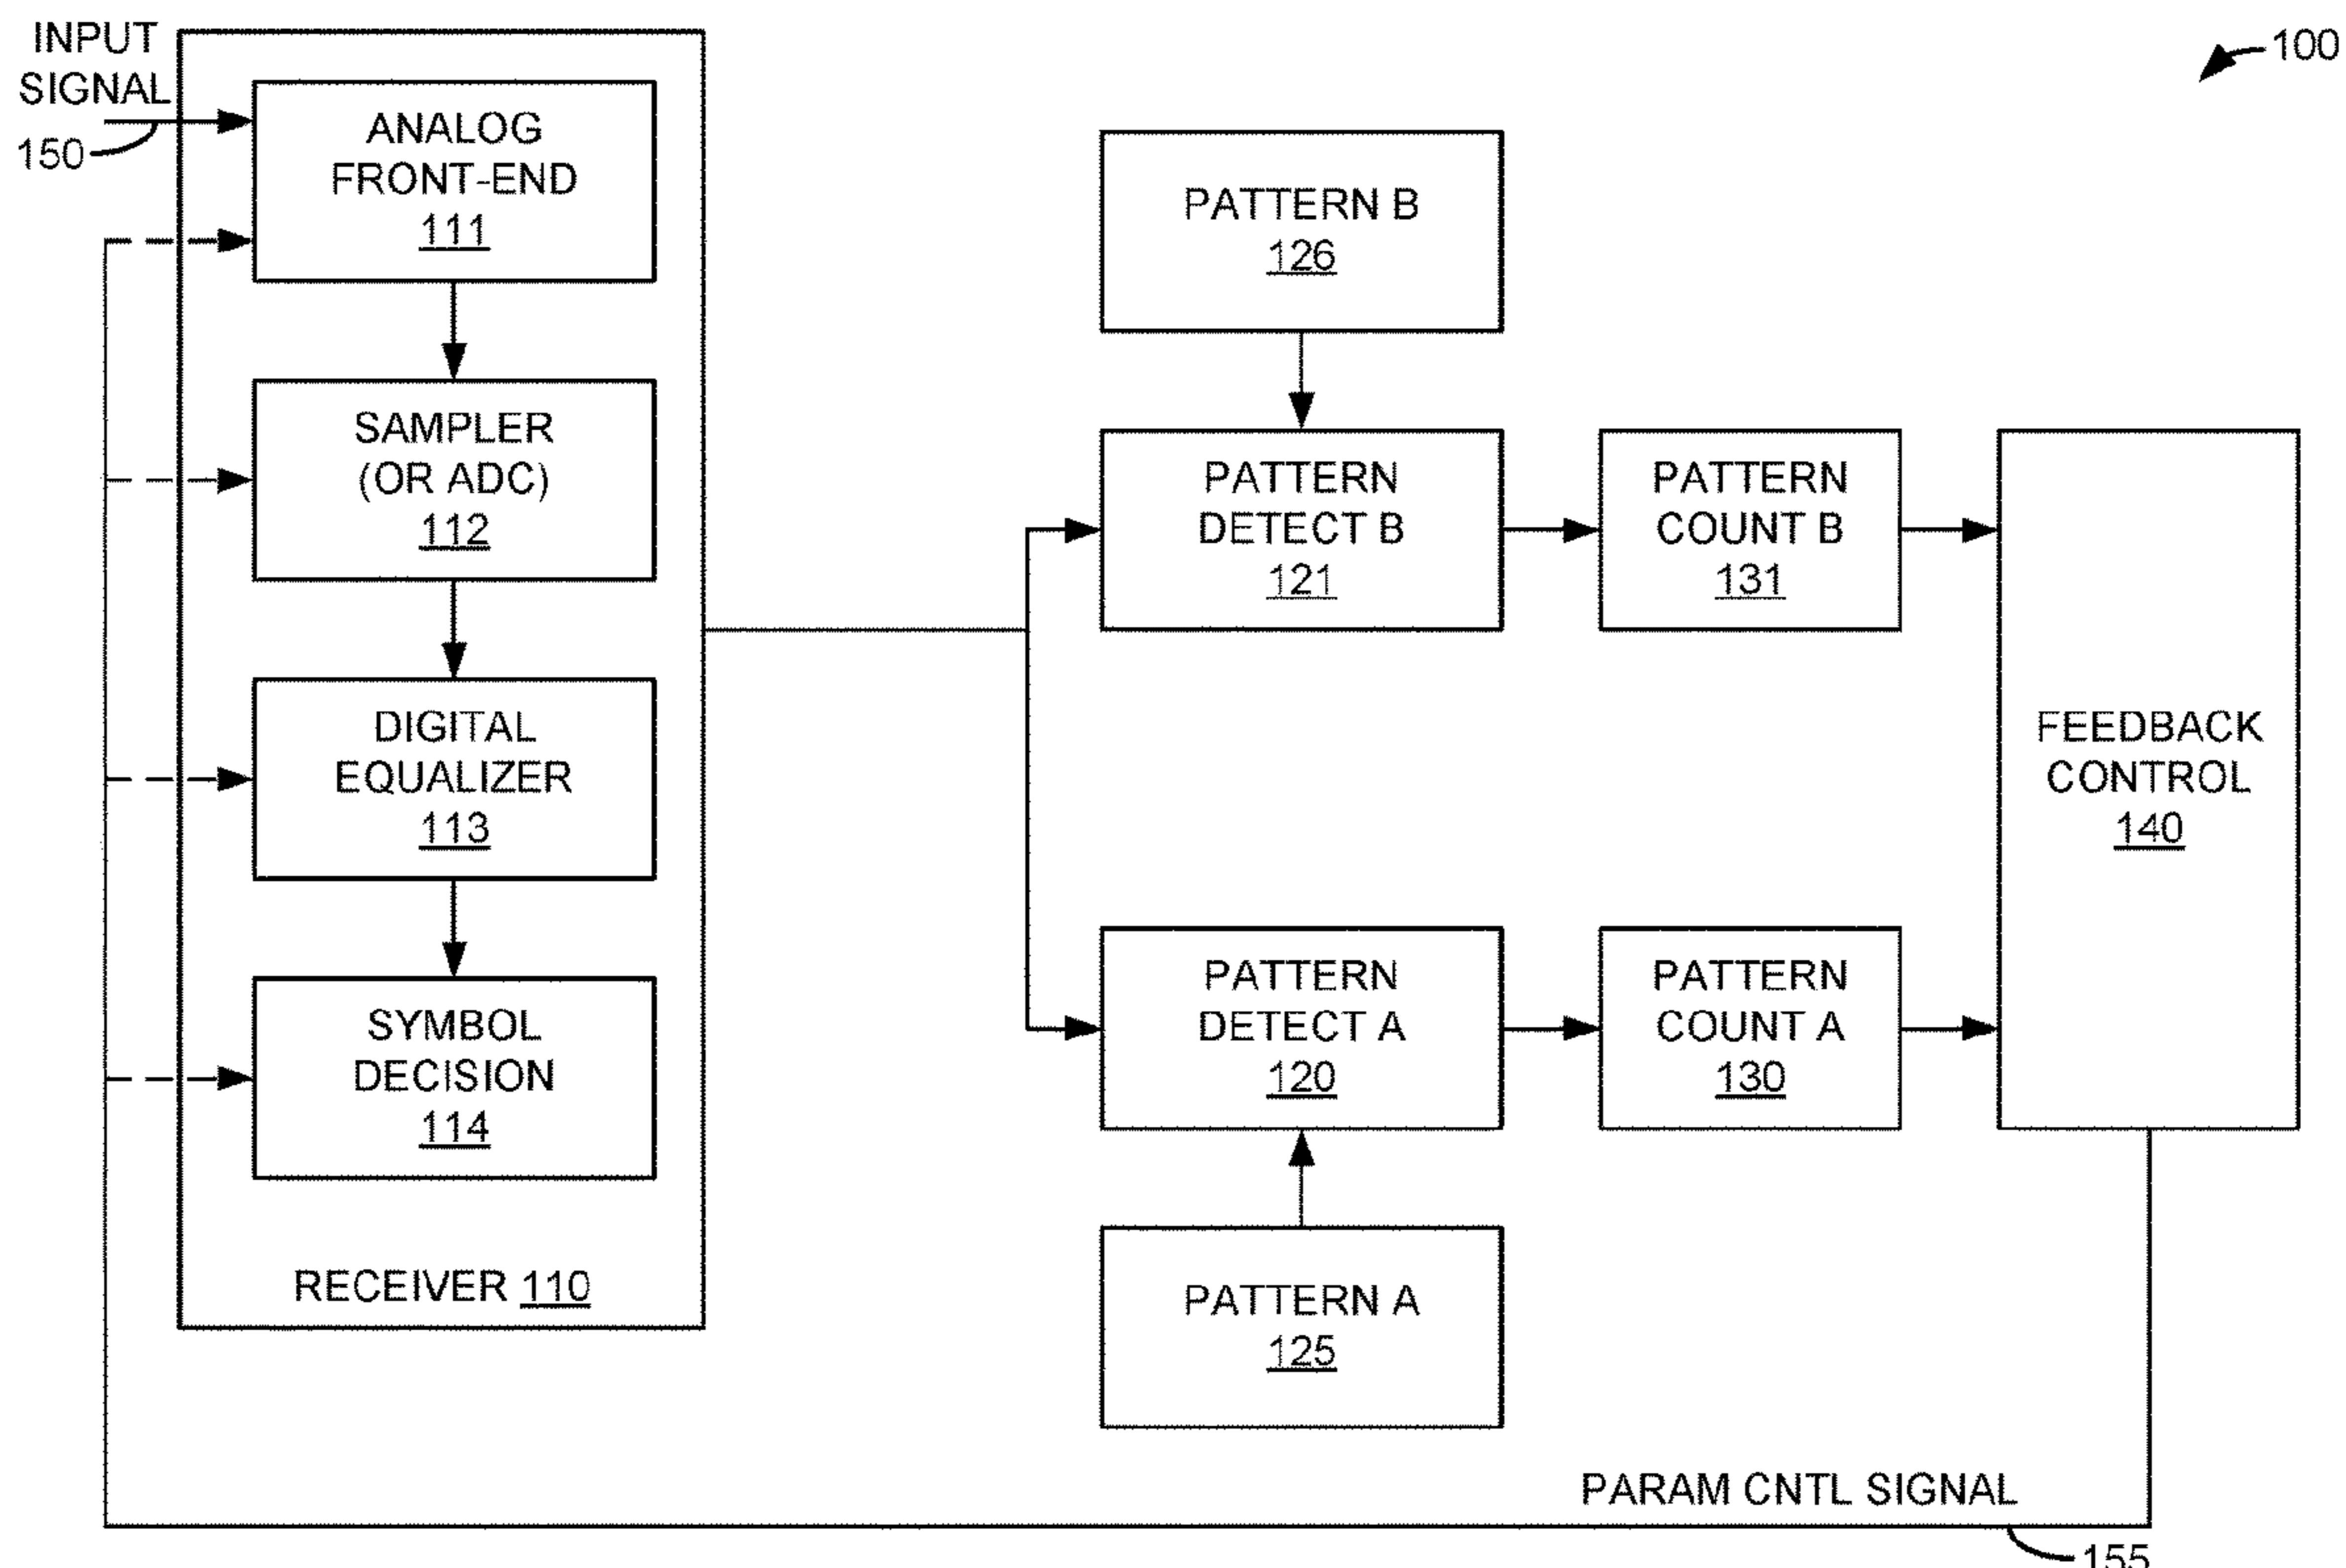 INPUT
SIGNAL
150
100
ANALOG
FRONT-END
111
SAMPLER
(OR ADC)
112
DIGITAL
EQUALIZER
113
SYMBOL
DECISION
114
RECEIVER 110
PATTERN B
126
PATTERN
DETECT B
121
PATTERN
COUNT B
131
FEEDBACK
CONTROL
140
PATTERN
DETECT A
120
PATTERN
COUNT A
130
PATTERN A
125
PARAM CNTL SIGNAL
155